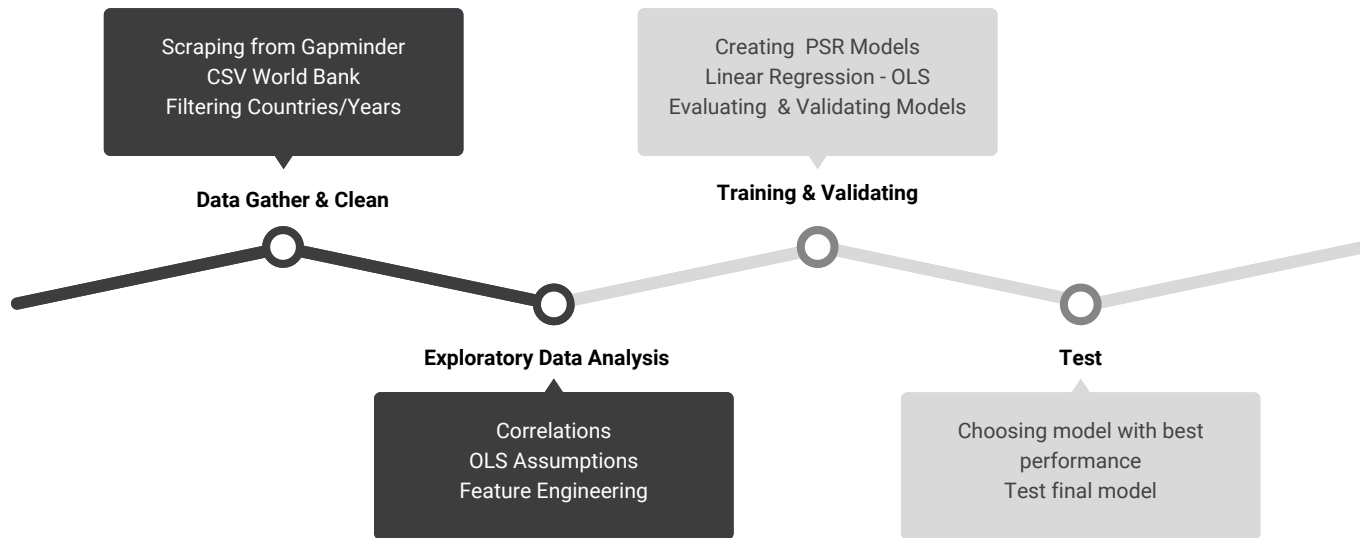 Scraping from Gapminder
CSV World Bank
Filtering Countries/Years
Data Gather & Clean
Exploratory Data Analysis
Correlations
OLS Assumptions
Feature Engineering
Creating  PSR Models
Linear Regression - OLS
Evaluating  & Validating Models
Training & Validating
Test
Choosing model with best
performance
Test final model